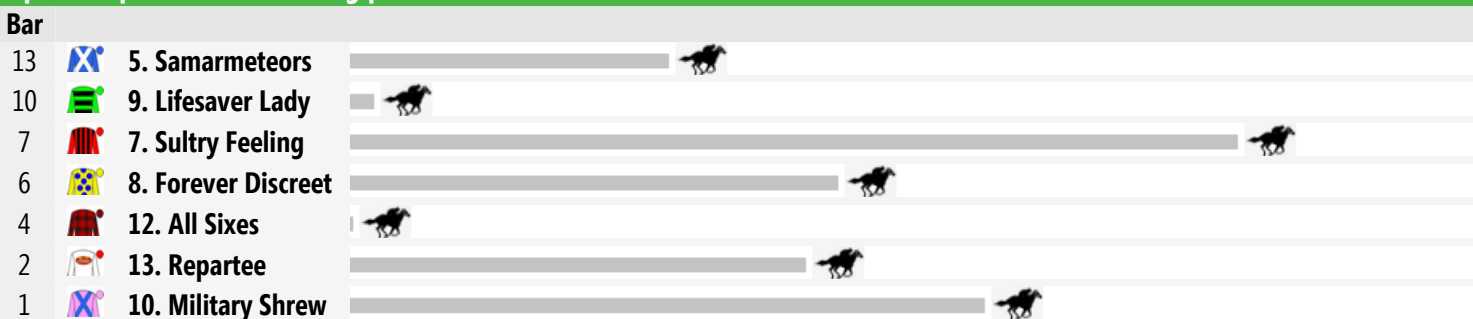 Bar
13 5. Samarmeteors
10 9. Lifesaver Lady
7 7. Sultry Feeling
6 8. Forever Discreet
4 12. All Sixes
2 13. Repartee
1 10. Military Shrew